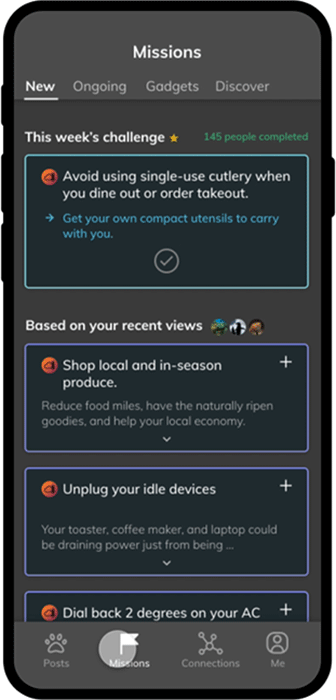 Missions
New Ongoing Gadgets Discover
This week's challenge 145 people completed
Avoid using single-use cutlery when
you dine out or order takeout.
Get your own compact utensils to carry
with you.
Based on your recent views
Shop local and in-season
produce.
Reduce food miles, have the naturally ripen
goodies, and help your local economy.
Unplug your idle devices
Your toaster, coffee maker, and laptop could
be draining power just from being ...
Dial back 2 degrees on your AC
Posts Missions Connections Me